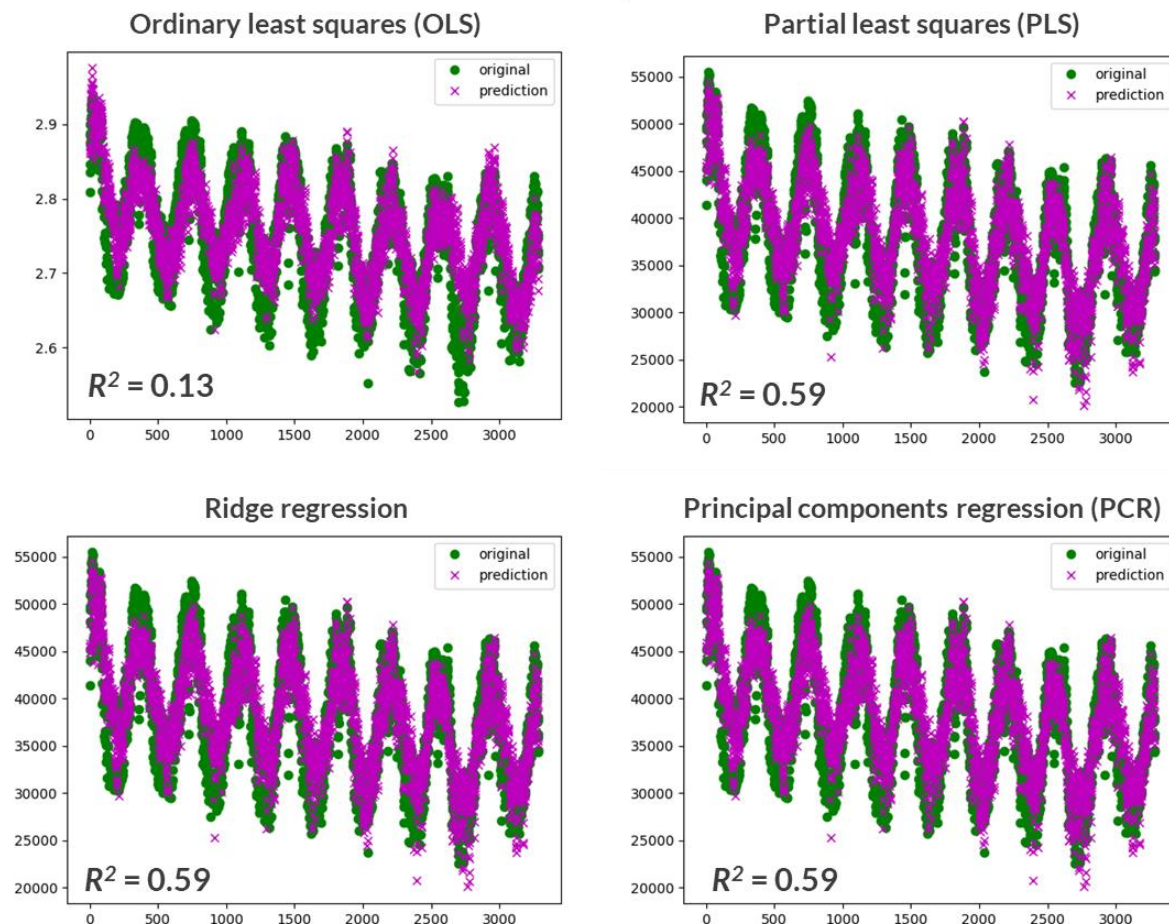 Ordinary least squares (OLS)
original
prediction
2.9
2.8
2.7
2.6
R² = 0.13
0 500 1000 1500 2000 2500 3000
Partial least squares (PLS)
original
prediction
55000
50000
45000
40000
35000
30000
25000
20000
R² = 0.59
0 500 1000 1500 2000 2500 3000
Ridge regression
original
prediction
55000
50000
45000
40000
35000
30000
25000
20000
R² = 0.59
0 500 1000 1500 2000 2500 3000
Principal components regression (PCR)
original
prediction
55000
50000
45000
40000
35000
30000
25000
20000
R² = 0.59
0 500 1000 1500 2000 2500 3000